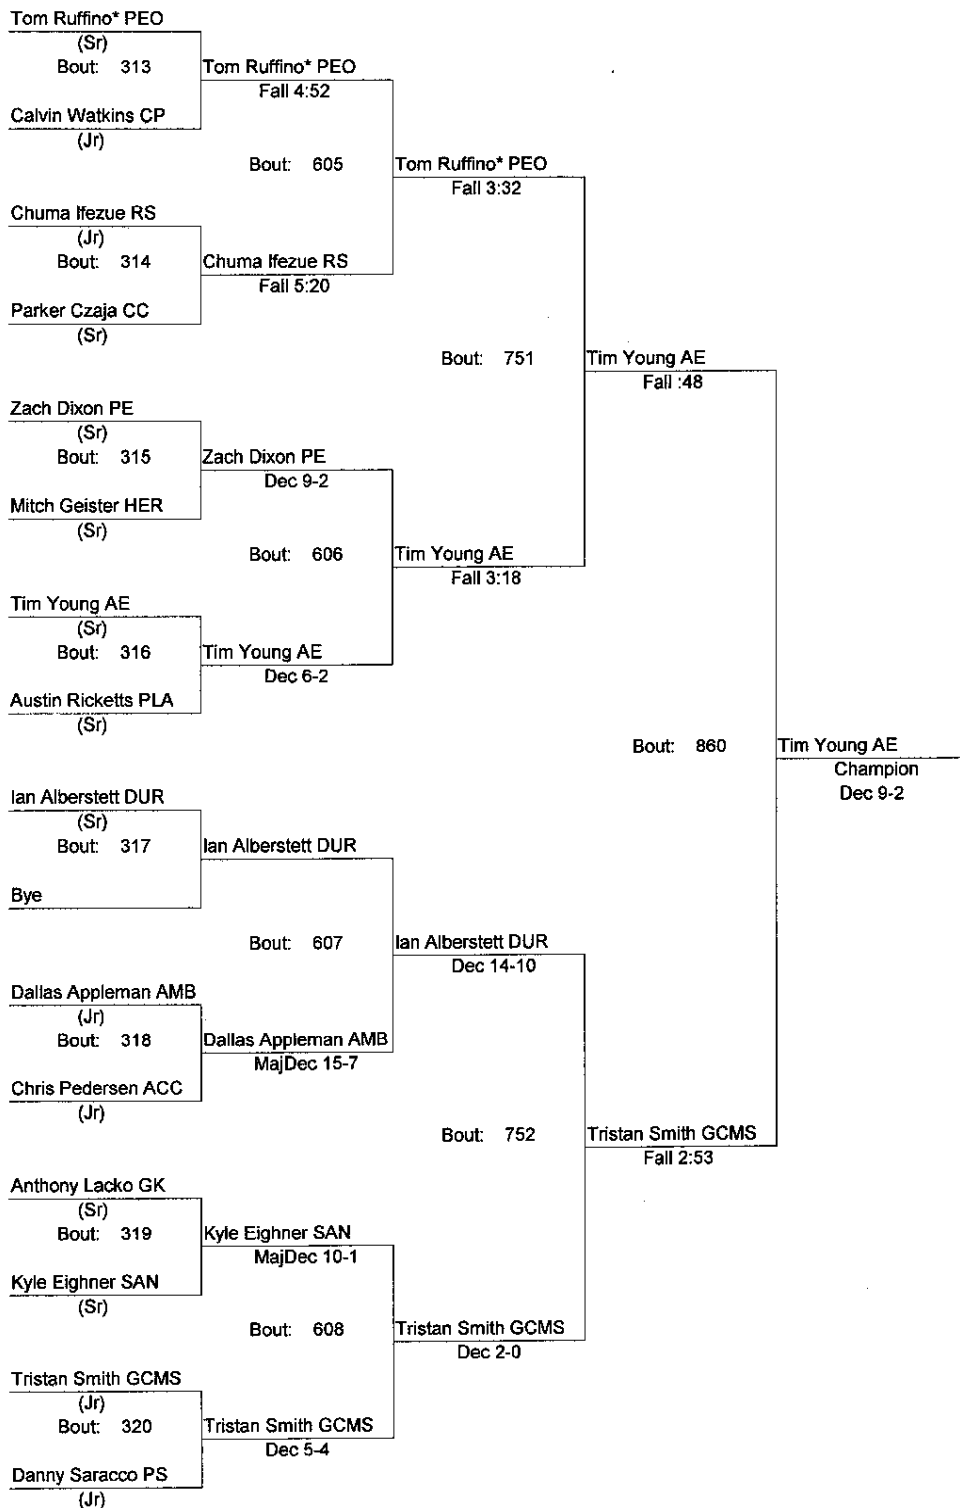 Tom Ruffino* PEO
(Sr)
Bout: 313
Tom Ruffino* PEO
Fall 4:52
Calvin Watkins CP
(Jr)
Bout: 605
Tom Ruffino* PEO
Fall 3:32
Chuma Ifezue RS
(Jr)
Bout: 314
Chuma Ifezue RS
Fall 5:20
Parker Czaja CC
(Sr)
Bout: 751
Tim Young AE
Fall :48
Zach Dixon PE
(Sr)
Bout: 315
Zach Dixon PE
Dec 9-2
Mitch Geister HER
(Sr)
Bout: 606
Tim Young AE
Fall 3:18
Tim Young AE
(Sr)
Bout: 316
Tim Young AE
Dec 6-2
Austin Ricketts PLA
(Sr)
Bout: 860
Tim Young AE
Champion
Dec 9-2
Ian Alberstett DUR
(Sr)
Bout: 317
Ian Alberstett DUR
Bye
Bout: 607
Ian Alberstett DUR
Dec 14-10
Dallas Appleman AMB
(Jr)
Bout: 318
Dallas Appleman AMB
MajDec 15-7
Chris Pedersen ACC
(Jr)
Bout: 752
Tristan Smith GCMS
Fall 2:53
Anthony Lacko GK
(Sr)
Bout: 319
Kyle Eighner SAN
MajDec 10-1
Kyle Eighner SAN
(Sr)
Bout: 608
Tristan Smith GCMS
Dec 2-0
Tristan Smith GCMS
(Jr)
Bout: 320
Tristan Smith GCMS
Dec 5-4
Danny Saracco PS
(Jr)